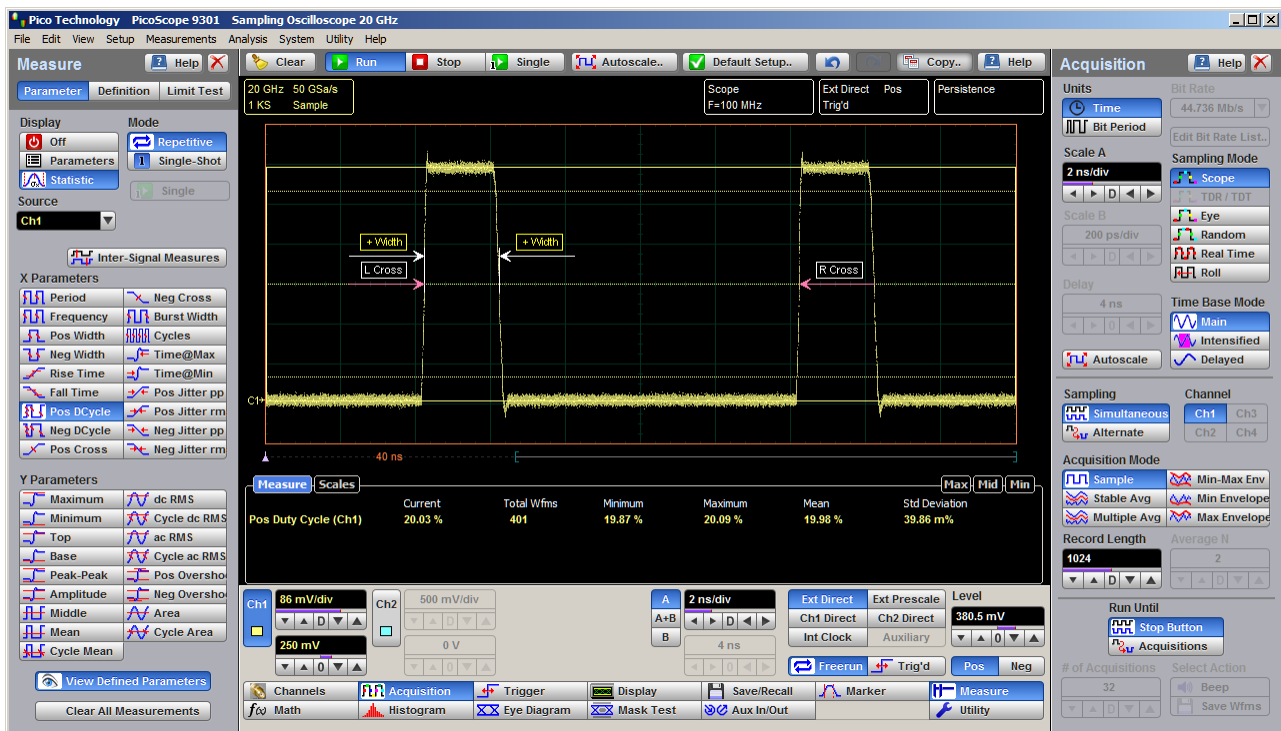 Pico Technology PicoScope 9301 Sampling Oscilloscope 20 GHz
File Edit View Setup Measurements Analysis System Utility Help
Measure
? Help
Parameter Definition Limit Test
Display
Off
Parameters
Statistic
Mode
Repetitive
1 Single-Shot
Single
Source
Ch1
Inter-Signal Measures
X Parameters
Period Neg Cross
Frequency Burst Width
Pos Width Cycles
Neg Width Time@Max
Rise Time Time@Min
Fall Time Pos Jitter pp
Pos DCycle Pos Jitter rm
Neg DCycle Neg Jitter pp
Pos Cross Neg Jitter rm
Y Parameters
Maximum dc RMS
Minimum Cycle dc RMS
Top ac RMS
Base Cycle ac RMS
Peak-Peak Pos Oversho
Amplitude Neg Oversho
Middle Area
Mean Cycle Area
Cycle Mean
View Defined Parameters
Clear All Measurements
Clear Run Stop Single Autoscale.. Default Setup.. Copy.. ? Help
20 GHz 50 GSa/s
1 KS Sample
Scope
F=100 MHz
Ext Direct Pos
Trig'd
Persistence
+ Width + Width
L Cross R Cross
C1
40 ns
Measure Scales Max Mid Min
Current Total Wfms Minimum Maximum Mean Std Deviation
Pos Duty Cycle (Ch1) 20.03 % 401 19.87 % 20.09 % 19.98 % 39.86 m%
Ch1
86 mV/div
D
250 mV
0
Ch2
500 mV/div
D
0 V
0
A
A+B
B
2 ns/div
D
4 ns
0
Ext Direct Ext Prescale
Ch1 Direct Ch2 Direct
Int Clock Auxiliary
Freerun Trig'd
Level
380.5 mV
0
Pos Neg
Channels Acquisition Trigger Display Save/Recall Marker Measure
f(x) Math Histogram Eye Diagram Mask Test Aux In/Out Utility
Acquisition
? Help
Units
Time
Bit Period
Bit Rate
44.736 Mb/s
Edit Bit Rate List..
Scale A
2 ns/div
D
Scale B
200 ps/div
D
Delay
4 ns
0
Autoscale
Sampling Mode
Scope
TDR / TDT
Eye
Random
Real Time
Roll
Time Base Mode
Main
Intensified
Delayed
Sampling
Simultaneous
Alternate
Channel
Ch1 Ch3
Ch2 Ch4
Acquisition Mode
Sample Min-Max Env
Stable Avg Min Envelope
Multiple Avg Max Envelope
Record Length
1024
D
Average N
2
D
Run Until
Stop Button
Acquisitions
# of Acquisitions
32
D
Select Action
Beep
Save Wfms